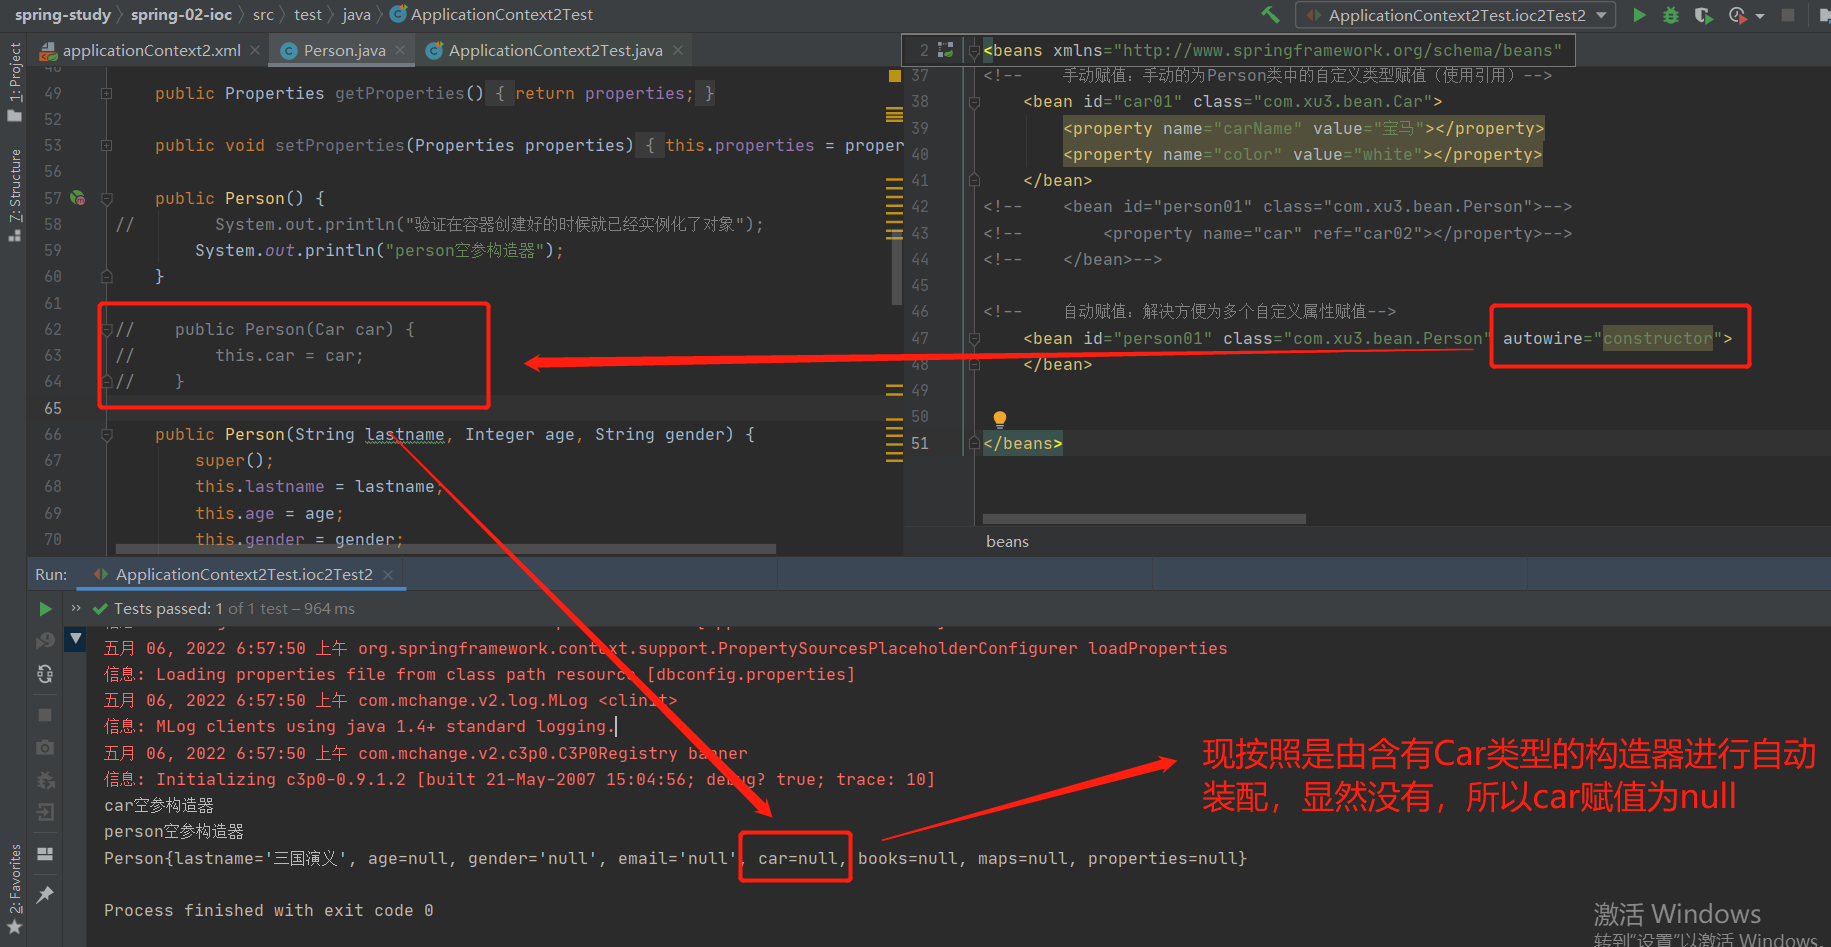 spring-study 〉 spring-02-ioc 〉 src 〉 test 〉 java 〉 ApplicationContext2Test
ApplicationContext2Test.ioc2Test2
applicationContext2.xml
Person.java
ApplicationContext2Test.java
1: Project
7: Structure
2: Favorites
49 public Properties getProperties() { return properties; }
52
53 public void setProperties(Properties properties) { this.properties = proper
56
57 public Person() {
58 // System.out.println("验证在容器创建好的时候就已经实例化了对象");
59 System.out.println("person空参构造器");
60 }
61
62 // public Person(Car car) {
63 // this.car = car;
64 // }
65
66 public Person(String lastname, Integer age, String gender) {
67 super();
68 this.lastname = lastname;
69 this.age = age;
70 this.gender = gender;
2 <beans xmlns="http://www.springframework.org/schema/beans"
37 <!-- 手动赋值：手动的为Person类中的自定义类型赋值（使用引用）-->
38 <bean id="car01" class="com.xu3.bean.Car">
39 <property name="carName" value="宝马"></property>
40 <property name="color" value="white"></property>
41 </bean>
42 <!-- <bean id="person01" class="com.xu3.bean.Person">-->
43 <!-- <property name="car" ref="car02"></property>-->
44 <!-- </bean>-->
45
46 <!-- 自动赋值：解决方便为多个自定义属性赋值-->
47 <bean id="person01" class="com.xu3.bean.Person" autowire="constructor">
48 </bean>
49
50
51 </beans>
beans
Run: ApplicationContext2Test.ioc2Test2
Tests passed: 1 of 1 test – 964 ms
五月 06, 2022 6:57:50 上午 org.springframework.context.support.PropertySourcesPlaceholderConfigurer loadProperties
信息: Loading properties file from class path resource [dbconfig.properties]
五月 06, 2022 6:57:50 上午 com.mchange.v2.log.MLog <clinit>
信息: MLog clients using java 1.4+ standard logging.
五月 06, 2022 6:57:50 上午 com.mchange.v2.c3p0.C3P0Registry banner
信息: Initializing c3p0-0.9.1.2 [built 21-May-2007 15:04:56; debug? true; trace: 10]
car空参构造器
person空参构造器
Person{lastname='三国演义', age=null, gender='null', email='null', car=null, books=null, maps=null, properties=null}
Process finished with exit code 0
现按照是由含有Car类型的构造器进行自动
装配，显然没有，所以car赋值为null
激活 Windows
转到"设置"以激活 Windows。